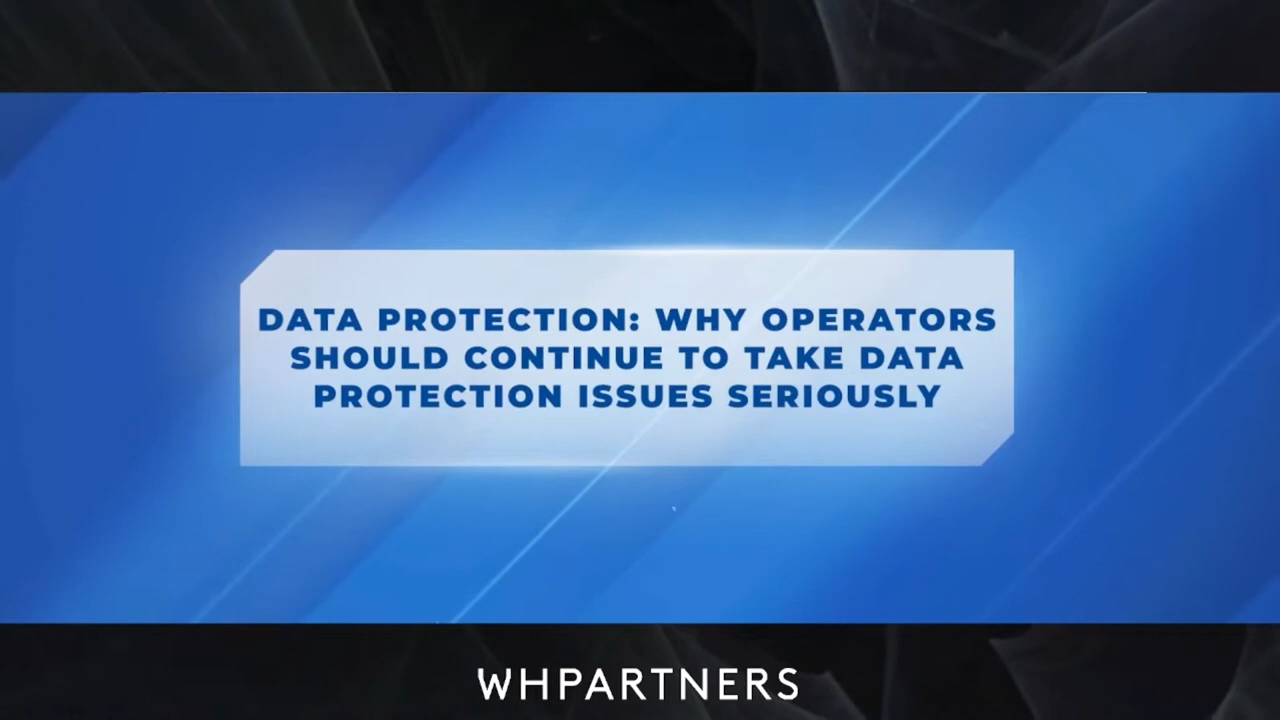 DATA PROTECTION: WHY OPERATORS
SHOULD CONTINUE TO TAKE DATA
PROTECTION ISSUES SERIOUSLY
WHPARTNERS